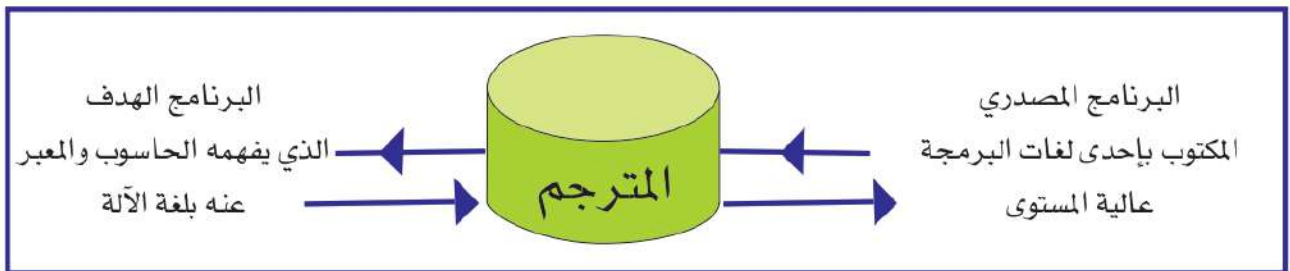 البرنامج المصدري
المكتوب بإحدى لغات البرمجة
عالية المستوى
المترجم
البرنامج الهدف
الذي يفهمه الحاسوب والمعبر
عنه بلغة الآلة